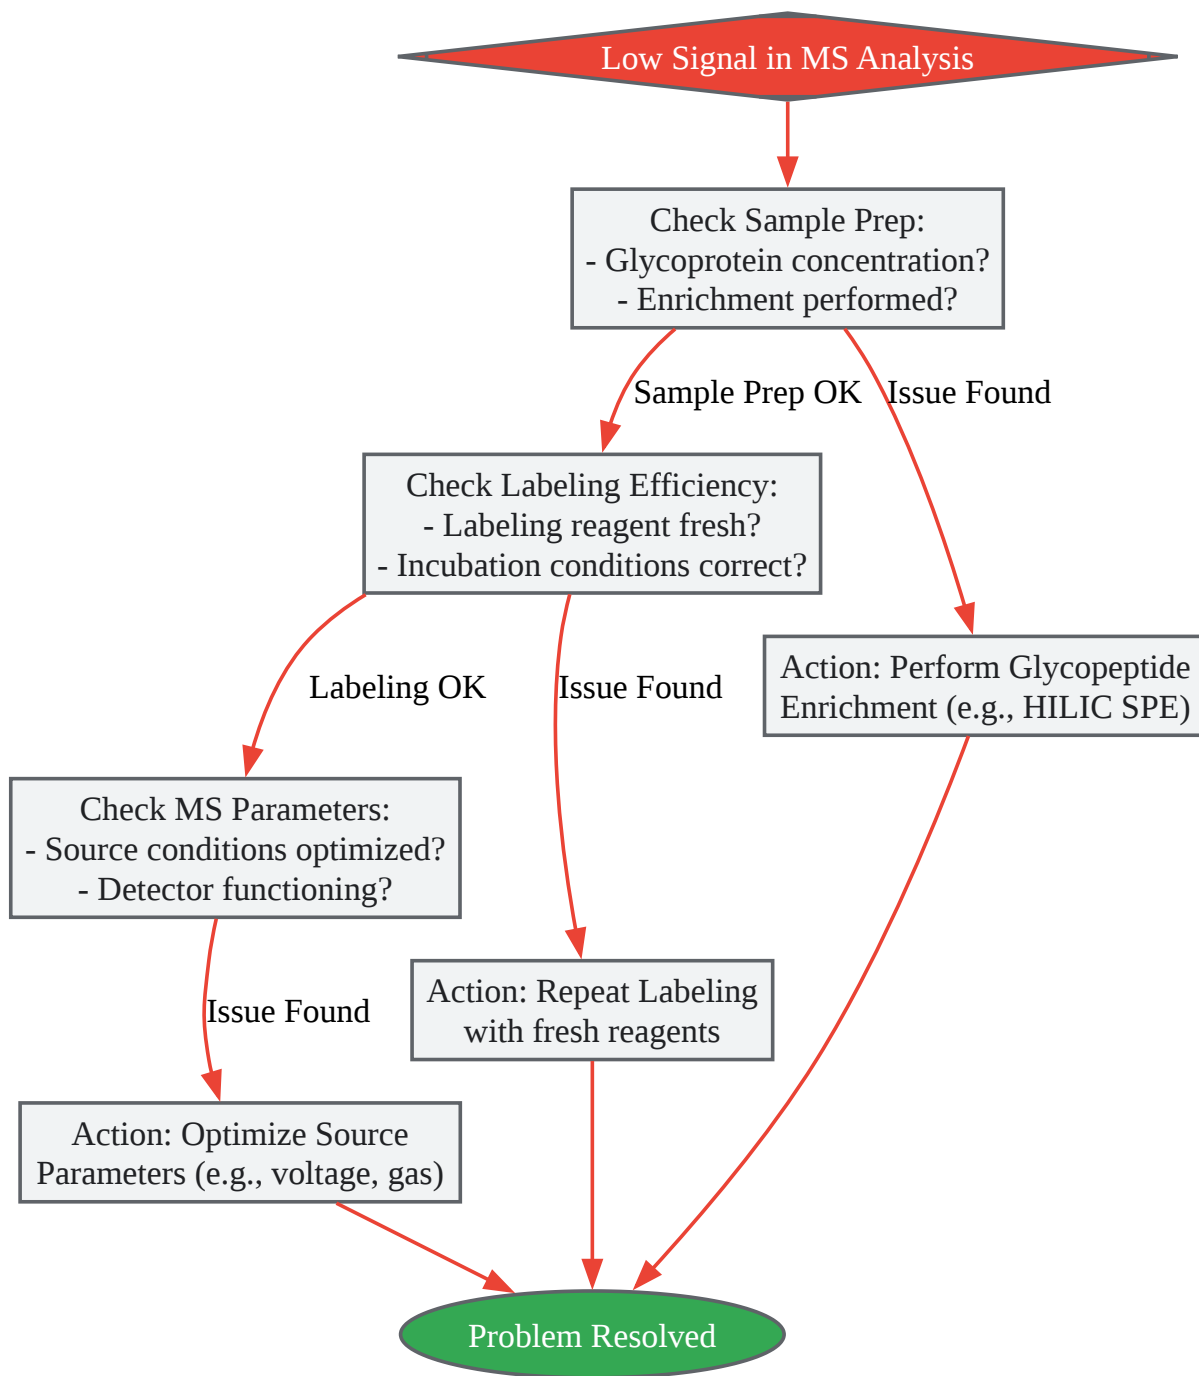 Low Signal in MS Analysis
Check Sample Prep:
- Glycoprotein concentration?
- Enrichment performed?
Sample Prep OK
Issue Found
Check Labeling Efficiency:
- Labeling reagent fresh?
- Incubation conditions correct?
Action: Perform Glycopeptide
Enrichment (e.g., HILIC SPE)
Labeling OK
Issue Found
Check MS Parameters:
- Source conditions optimized?
- Detector functioning?
Action: Repeat Labeling
with fresh reagents
Issue Found
Action: Optimize Source
Parameters (e.g., voltage, gas)
Problem Resolved